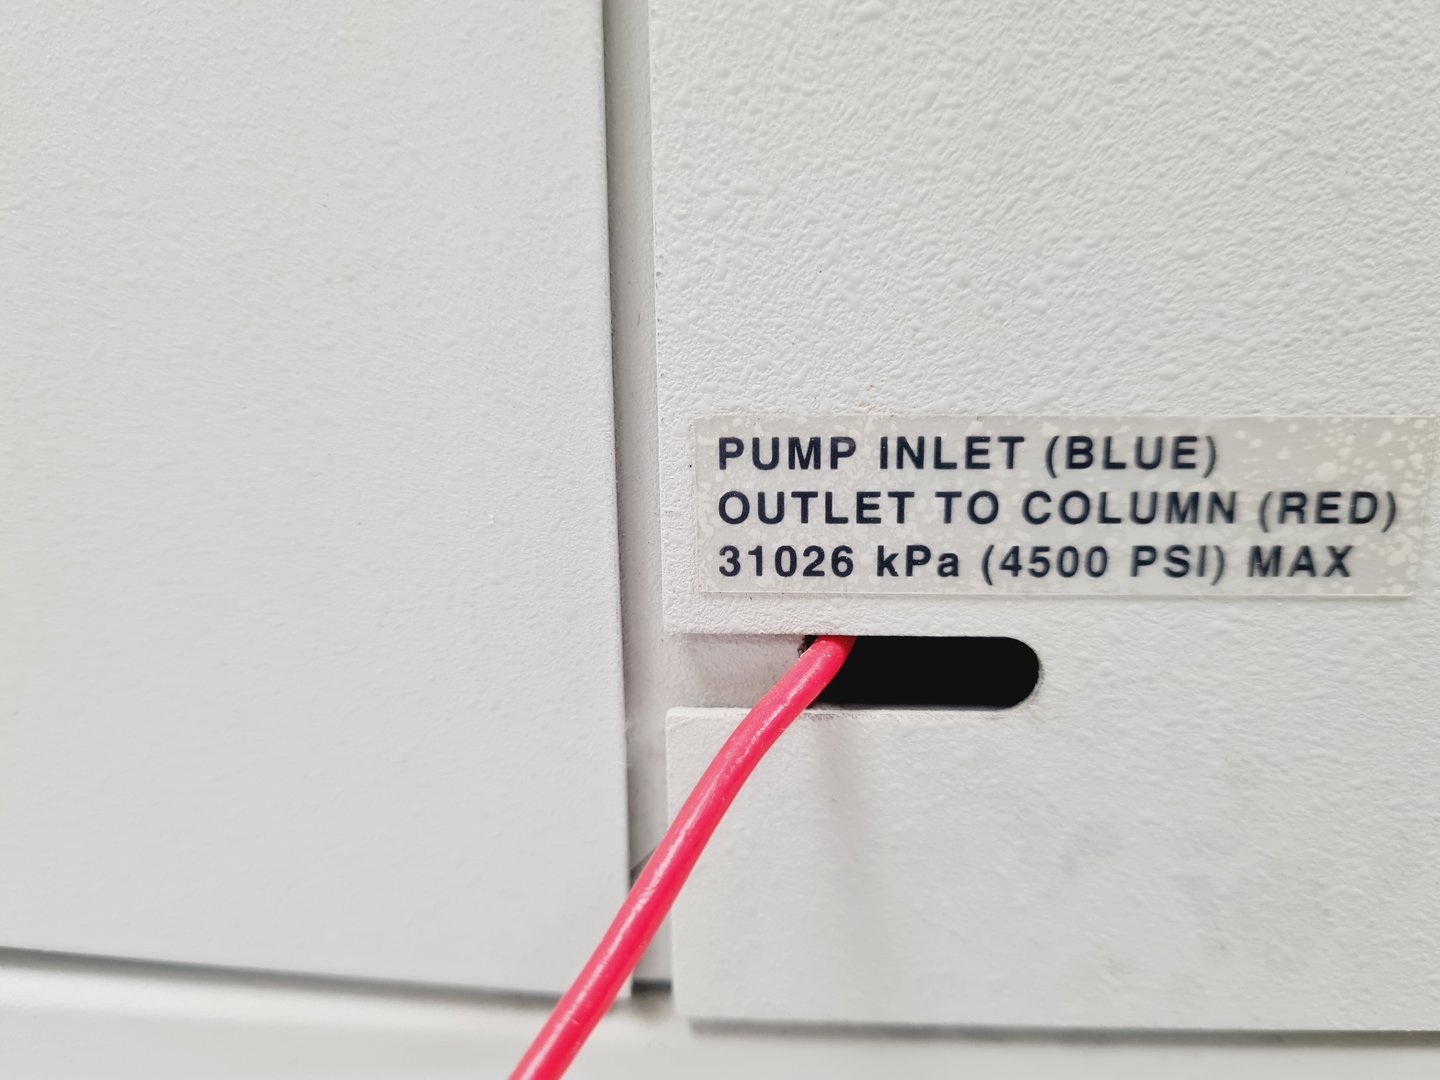 PUMP INLET (BLUE)
OUTLET TO COLUMN (RED)
31026 kPa (4500 PSI) MAX